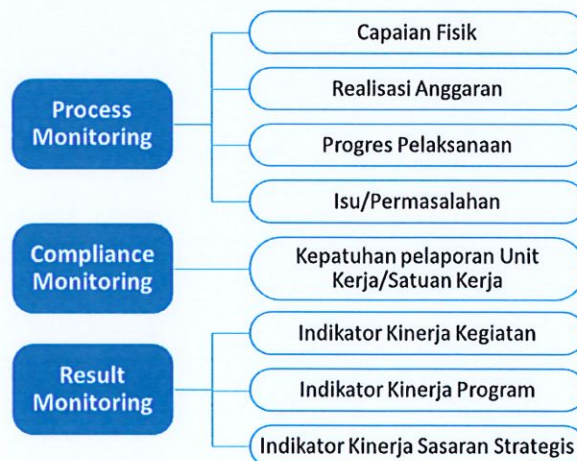 Process
Monitoring
Capaian Fisik
Realisasi Anggaran
Progres Pelaksanaan
Isu/Permasalahan
Compliance
Monitoring
Kepatuhan pelaporan Unit
Kerja/Satuan Kerja
Result
Monitoring
Indikator Kinerja Kegiatan
Indikator Kinerja Program
Indikator Kinerja Sasaran Strategis